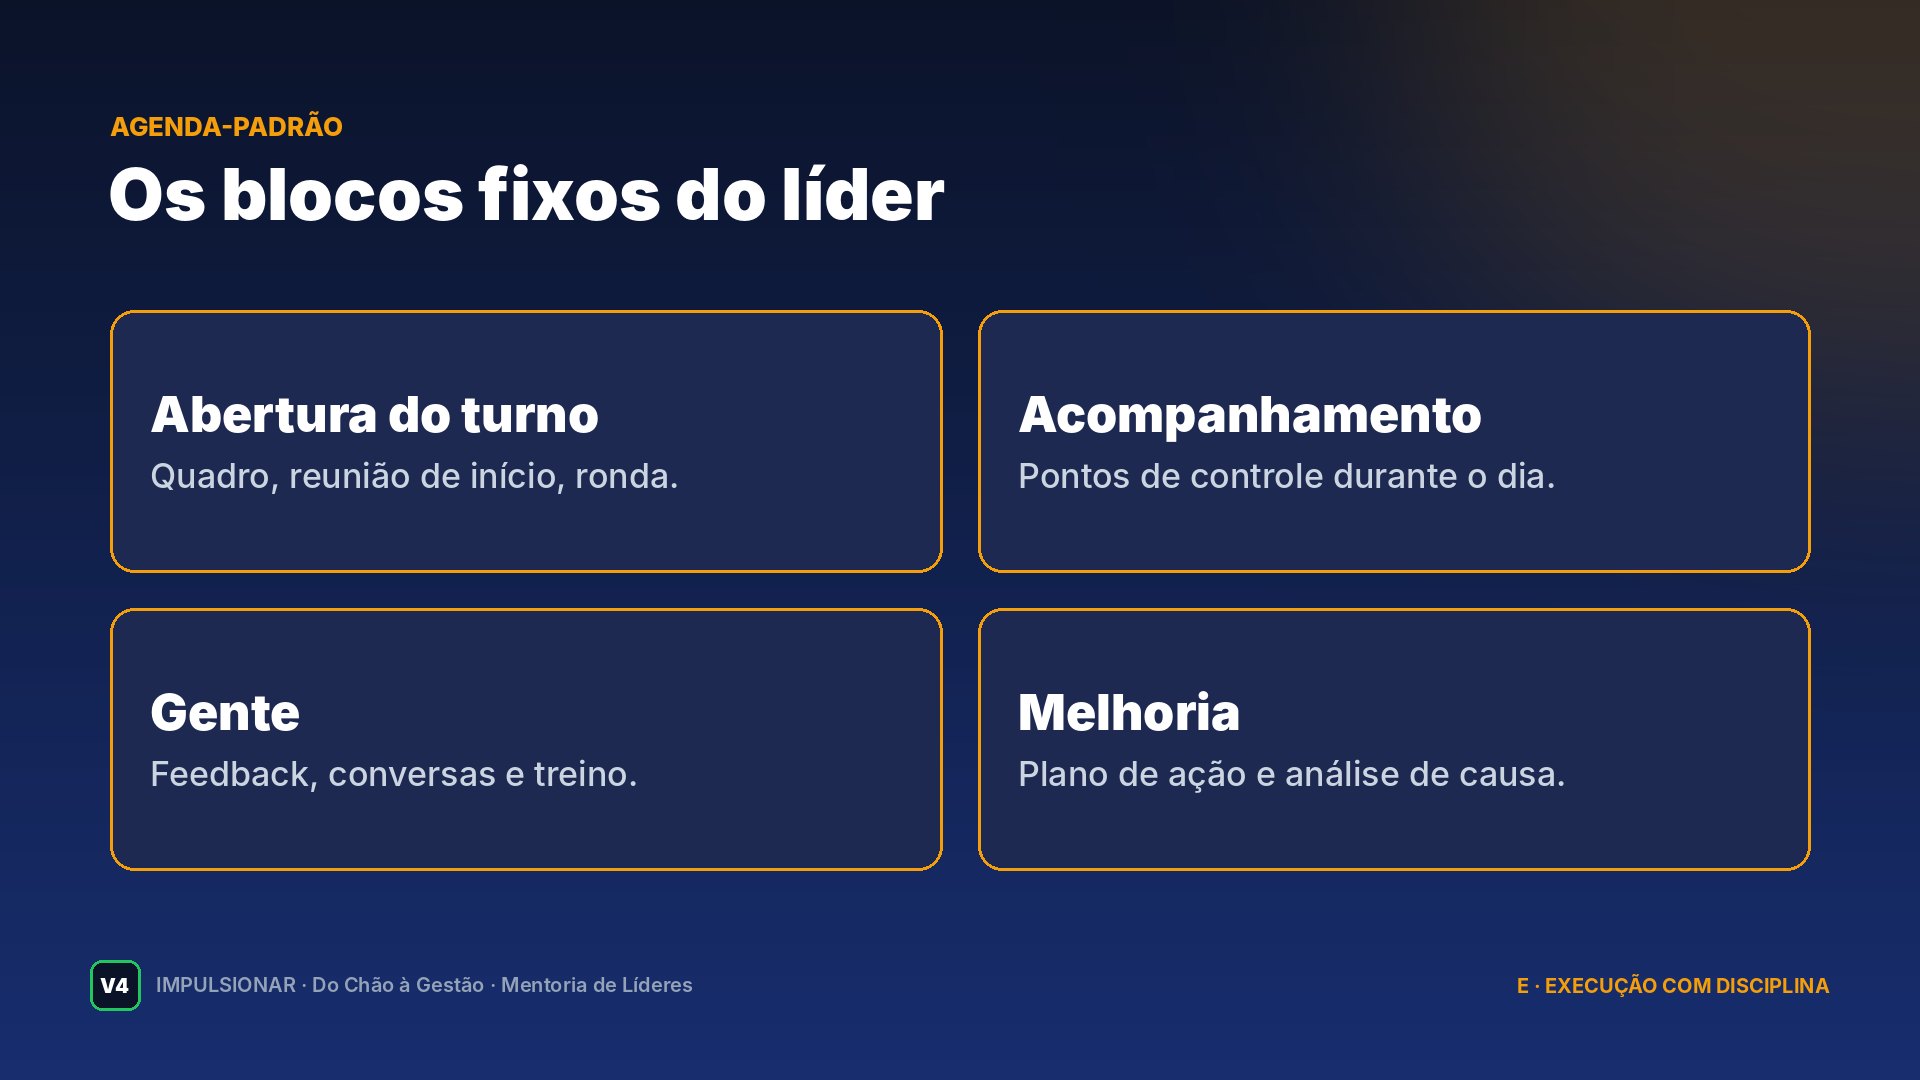 AGENDA-PADRÃO
Os blocos fixos do líder
Abertura do turno
Quadro, reunião de início, ronda.
Acompanhamento
Pontos de controle durante o dia.
Gente
Feedback, conversas e treino.
Melhoria
Plano de ação e análise de causa.
V4 IMPULSIONAR · Do Chão à Gestão · Mentoria de Líderes
E · EXECUÇÃO COM DISCIPLINA